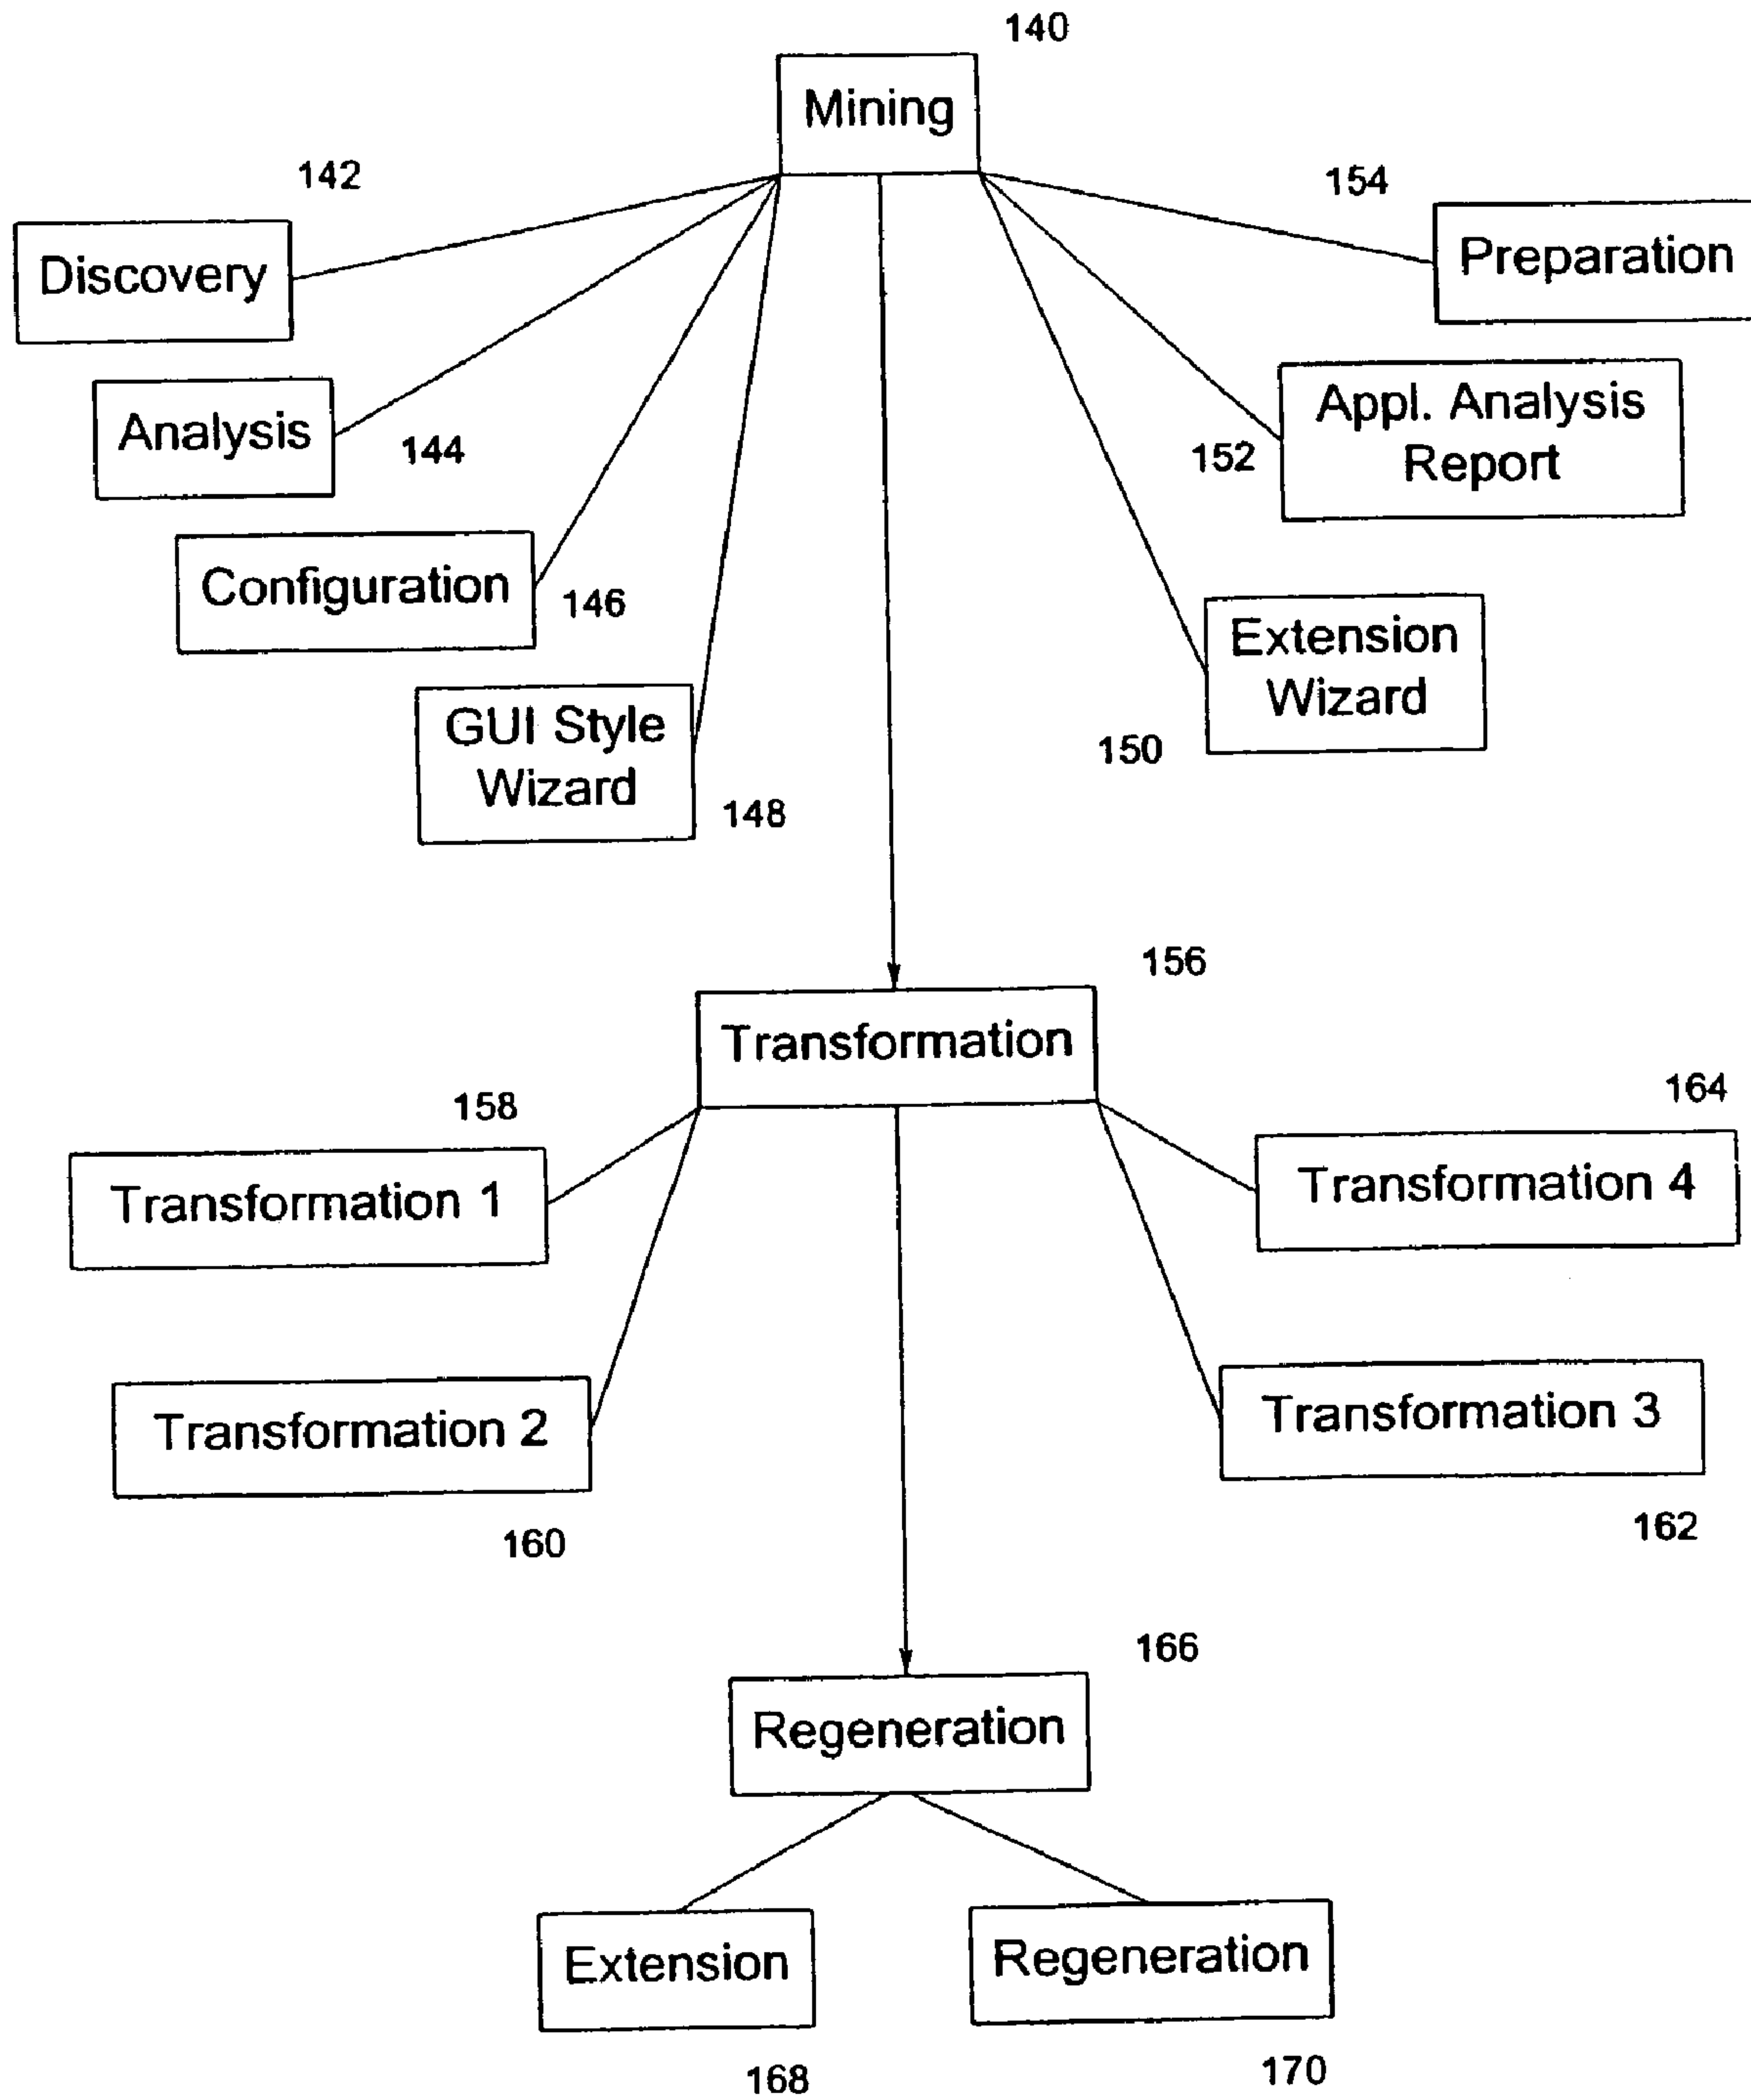 140
Mining
142
154
Discovery
Preparation
Analysis
144
152
Appl. Analysis
Report
Configuration
146
Extension
Wizard
150
GUI Style
Wizard
148
156
Transformation
158
164
Transformation 1
Transformation 4
Transformation 2
Transformation 3
160
162
166
Regeneration
Extension
Regeneration
168
170